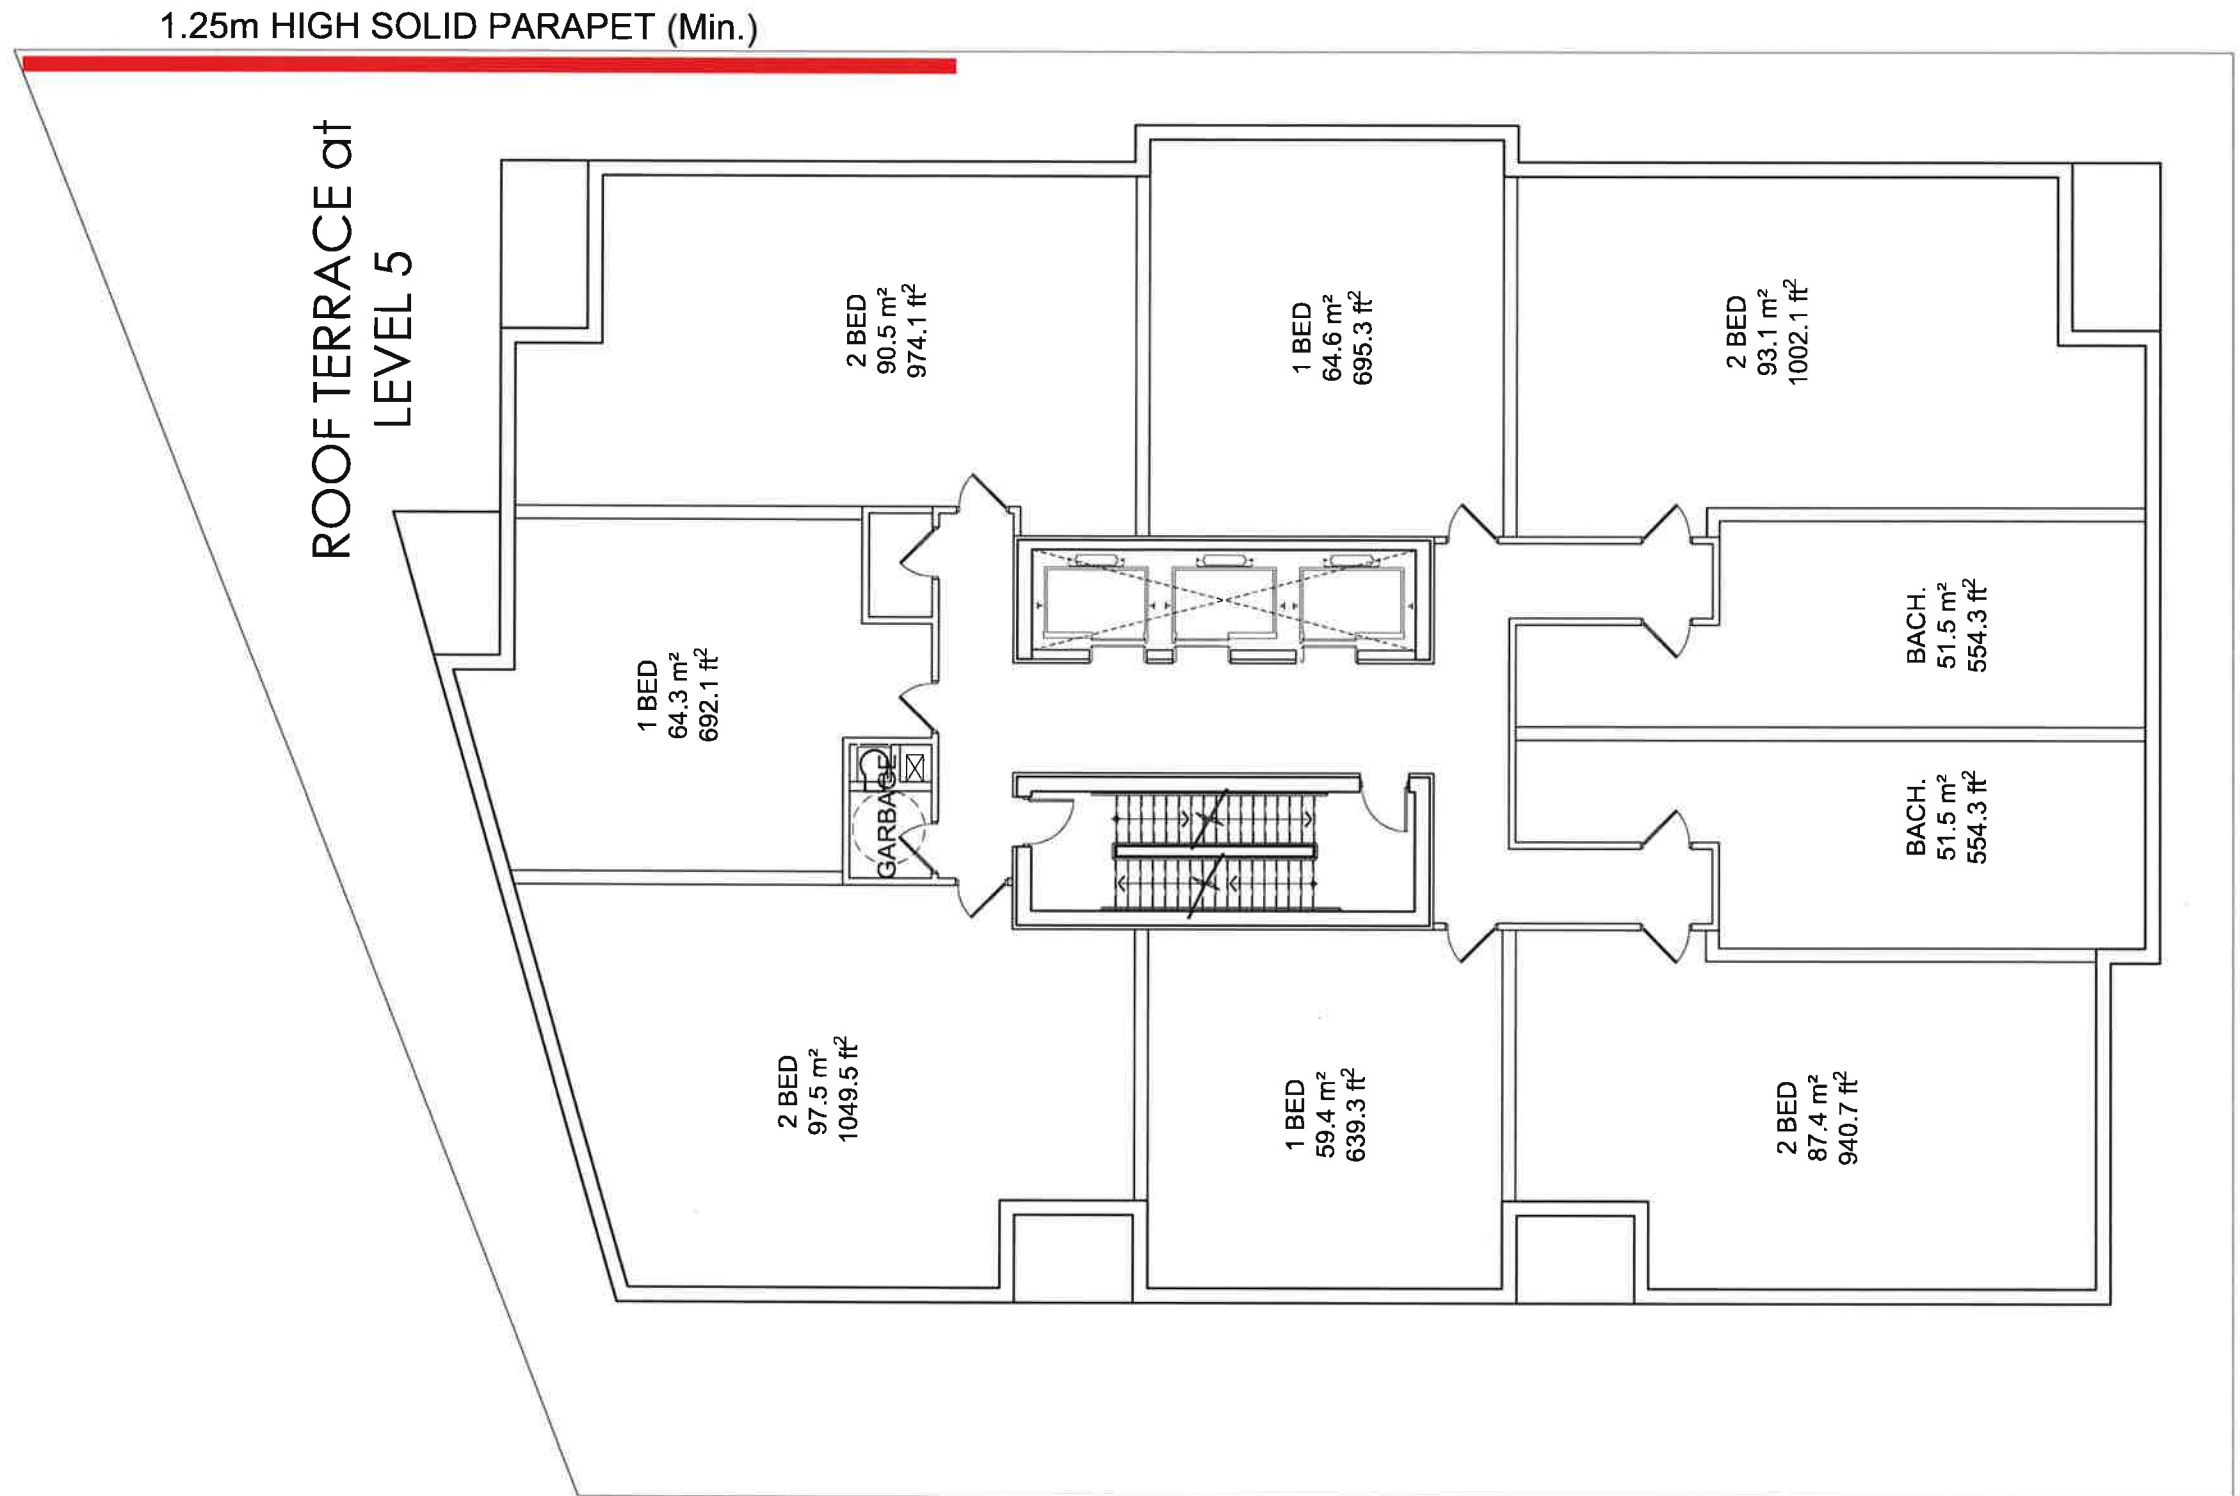 1.25m HIGH SOLID PARAPET (Min.)
ROOF TERRACE at
LEVEL 5
2 BED
90.5 m²
974.1 ft²
1 BED
64.6 m²
695.3 ft²
2 BED
93.1 m²
1002.1 ft²
1 BED
64.3 m²
692.1 ft²
GARBAGE
BACH.
51.5 m²
554.3 ft²
BACH.
51.5 m²
554.3 ft²
2 BED
97.5 m²
1049.5 ft²
1 BED
59.4 m²
639.3 ft²
2 BED
87.4 m²
940.7 ft²